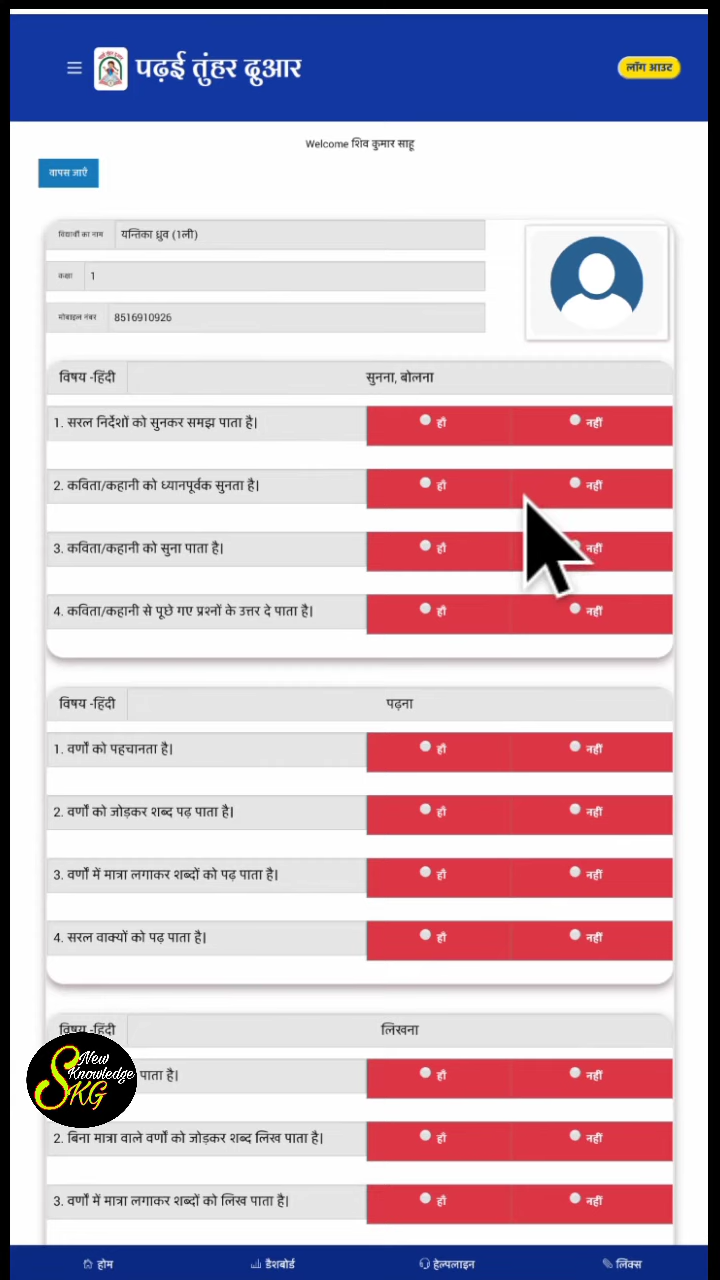 पढ़ई तुंहर दुआर
लॉग आउट
Welcome शिव कुमार साहू
वापस जाएँ
विद्यार्थी का नाम यन्तिका ध्रुव (1ली)
कक्षा 1
मोबाइल नंबर 8516910926
विषय -हिंदी सुनना, बोलना
1. सरल निर्देशों को सुनकर समझ पाता है। हाँ नहीं
2. कविता/कहानी को ध्यानपूर्वक सुनता है। हाँ नहीं
3. कविता/कहानी को सुना पाता है। हाँ नहीं
4. कविता/कहानी से पूछे गए प्रश्नों के उत्तर दे पाता है। हाँ नहीं
विषय -हिंदी पढ़ना
1. वर्णों को पहचानता है। हाँ नहीं
2. वर्णों को जोड़कर शब्द पढ़ पाता है। हाँ नहीं
3. वर्णों में मात्रा लगाकर शब्दों को पढ़ पाता है। हाँ नहीं
4. सरल वाक्यों को पढ़ पाता है। हाँ नहीं
विषय -हिंदी लिखना
पाता है। हाँ नहीं
New Knowledge
SKG
2. बिना मात्रा वाले वर्णों को जोड़कर शब्द लिख पाता है। हाँ नहीं
3. वर्णों में मात्रा लगाकर शब्दों को लिख पाता है। हाँ नहीं
होम डैशबोर्ड हेल्पलाइन लिंक्स